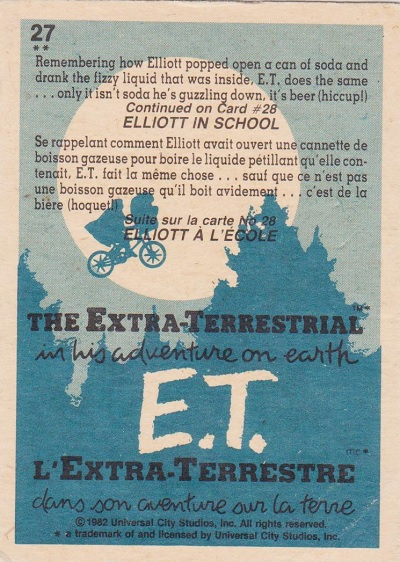 27
**
Remembering how Elliott popped open a can of soda and
drank the fizzy liquid that was inside, E.T. does the same
. . . only it isn't soda he's guzzling down, it's beer (hiccup!)
Continued on Card #28
ELLIOTT IN SCHOOL
Se rappelant comment Elliott avait ouvert une cannette de
boisson gazeuse pour boire le liquide pétillant qu'elle con-
tenait, E.T. fait la même chose . . . sauf que ce n'est pas
une boisson gazeuse qu'il boit avidement . . . c'est de la
bière (hoquet!)
Suite sur la carte No 28
ELLIOTT À L'ÉCOLE
THE EXTRA-TERRESTRIAL™
in his adventure on earth
E.T.
mc*
L'EXTRA-TERRESTRE
dans son aventure sur la terre
©1982 Universal City Studios, Inc. All rights reserved.
* a trademark of and licensed by Universal City Studios, Inc.